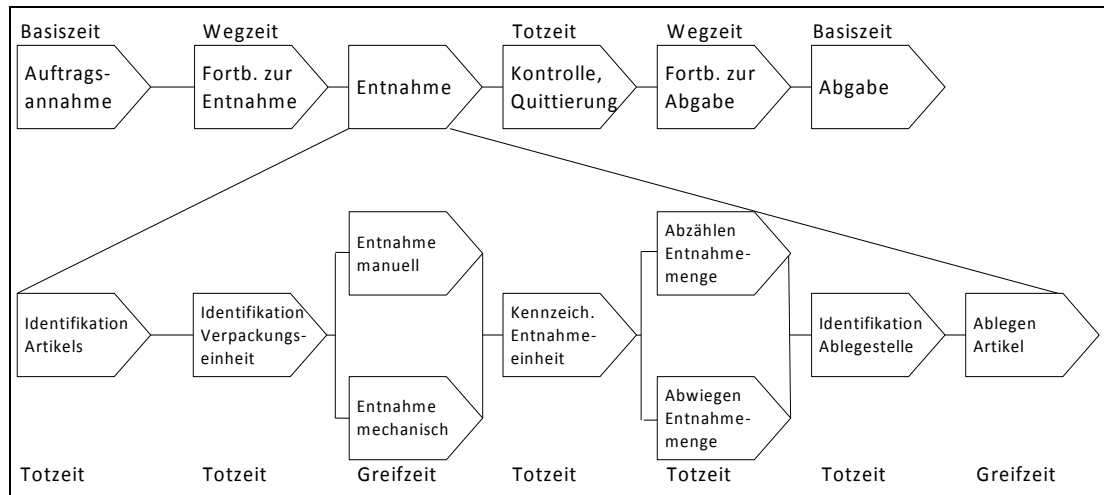 Basiszeit
Wegzeit
Totzeit
Wegzeit
Basiszeit
Auftrags-
annahme
Fortb. zur
Entnahme
Entnahme
Kontrolle,
Quittierung
Fortb. zur
Abgabe
Abgabe
Identifikation
Artikels
Identifikation
Verpackungs-
einheit
Entnahme
manuell
Entnahme
mechanisch
Kennzeich.
Entnahme-
einheit
Abzählen
Entnahme-
menge
Abwiegen
Entnahme-
menge
Identifikation
Ablegestelle
Ablegen
Artikel
Totzeit
Totzeit
Greifzeit
Totzeit
Totzeit
Totzeit
Greifzeit